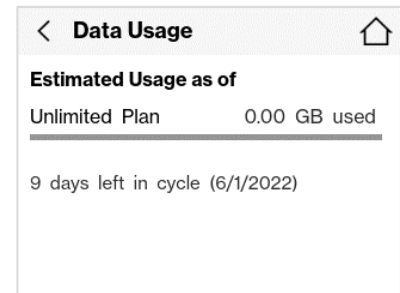 Data Usage
Estimated Usage as of
Unlimited Plan 0.00 GB used
9 days left in cycle (6/1/2022)